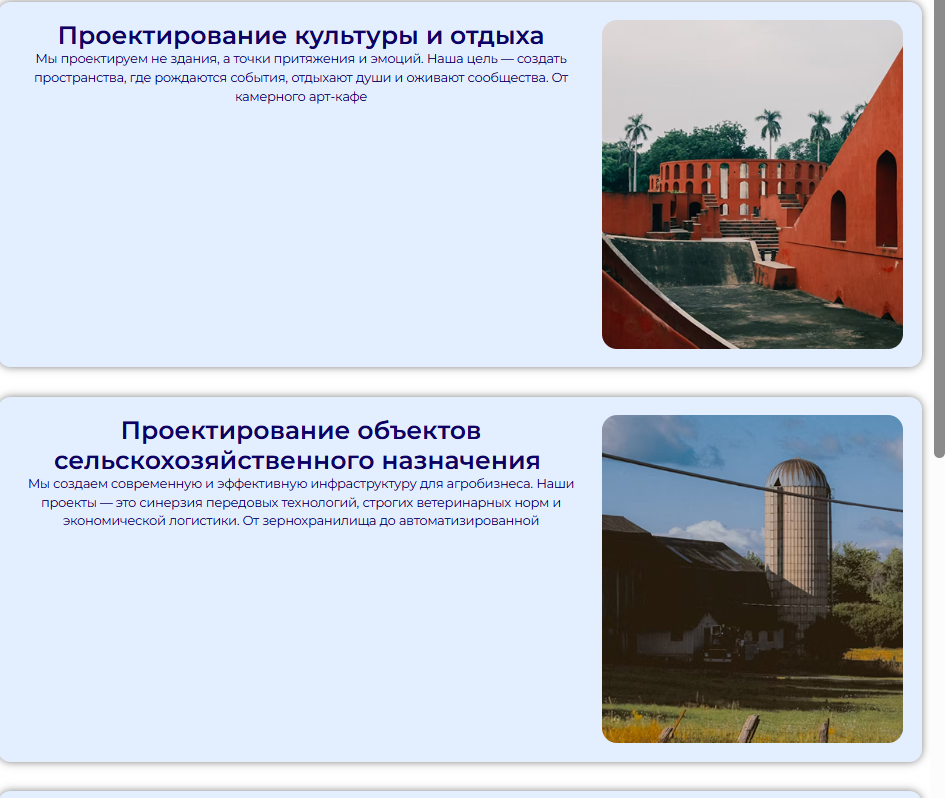 Проектирование культуры и отдыха
Мы проектируем не здания, а точки притяжения и эмоций. Наша цель — создать
пространства, где рождаются события, отдыхают души и оживают сообщества. От
камерного арт-кафе
Проектирование объектов
сельскохозяйственного назначения
Мы создаем современную и эффективную инфраструктуру для агробизнеса. Наши
проекты — это синергия передовых технологий, строгих ветеринарных норм и
экономической логистики. От зернохранилища до автоматизированной